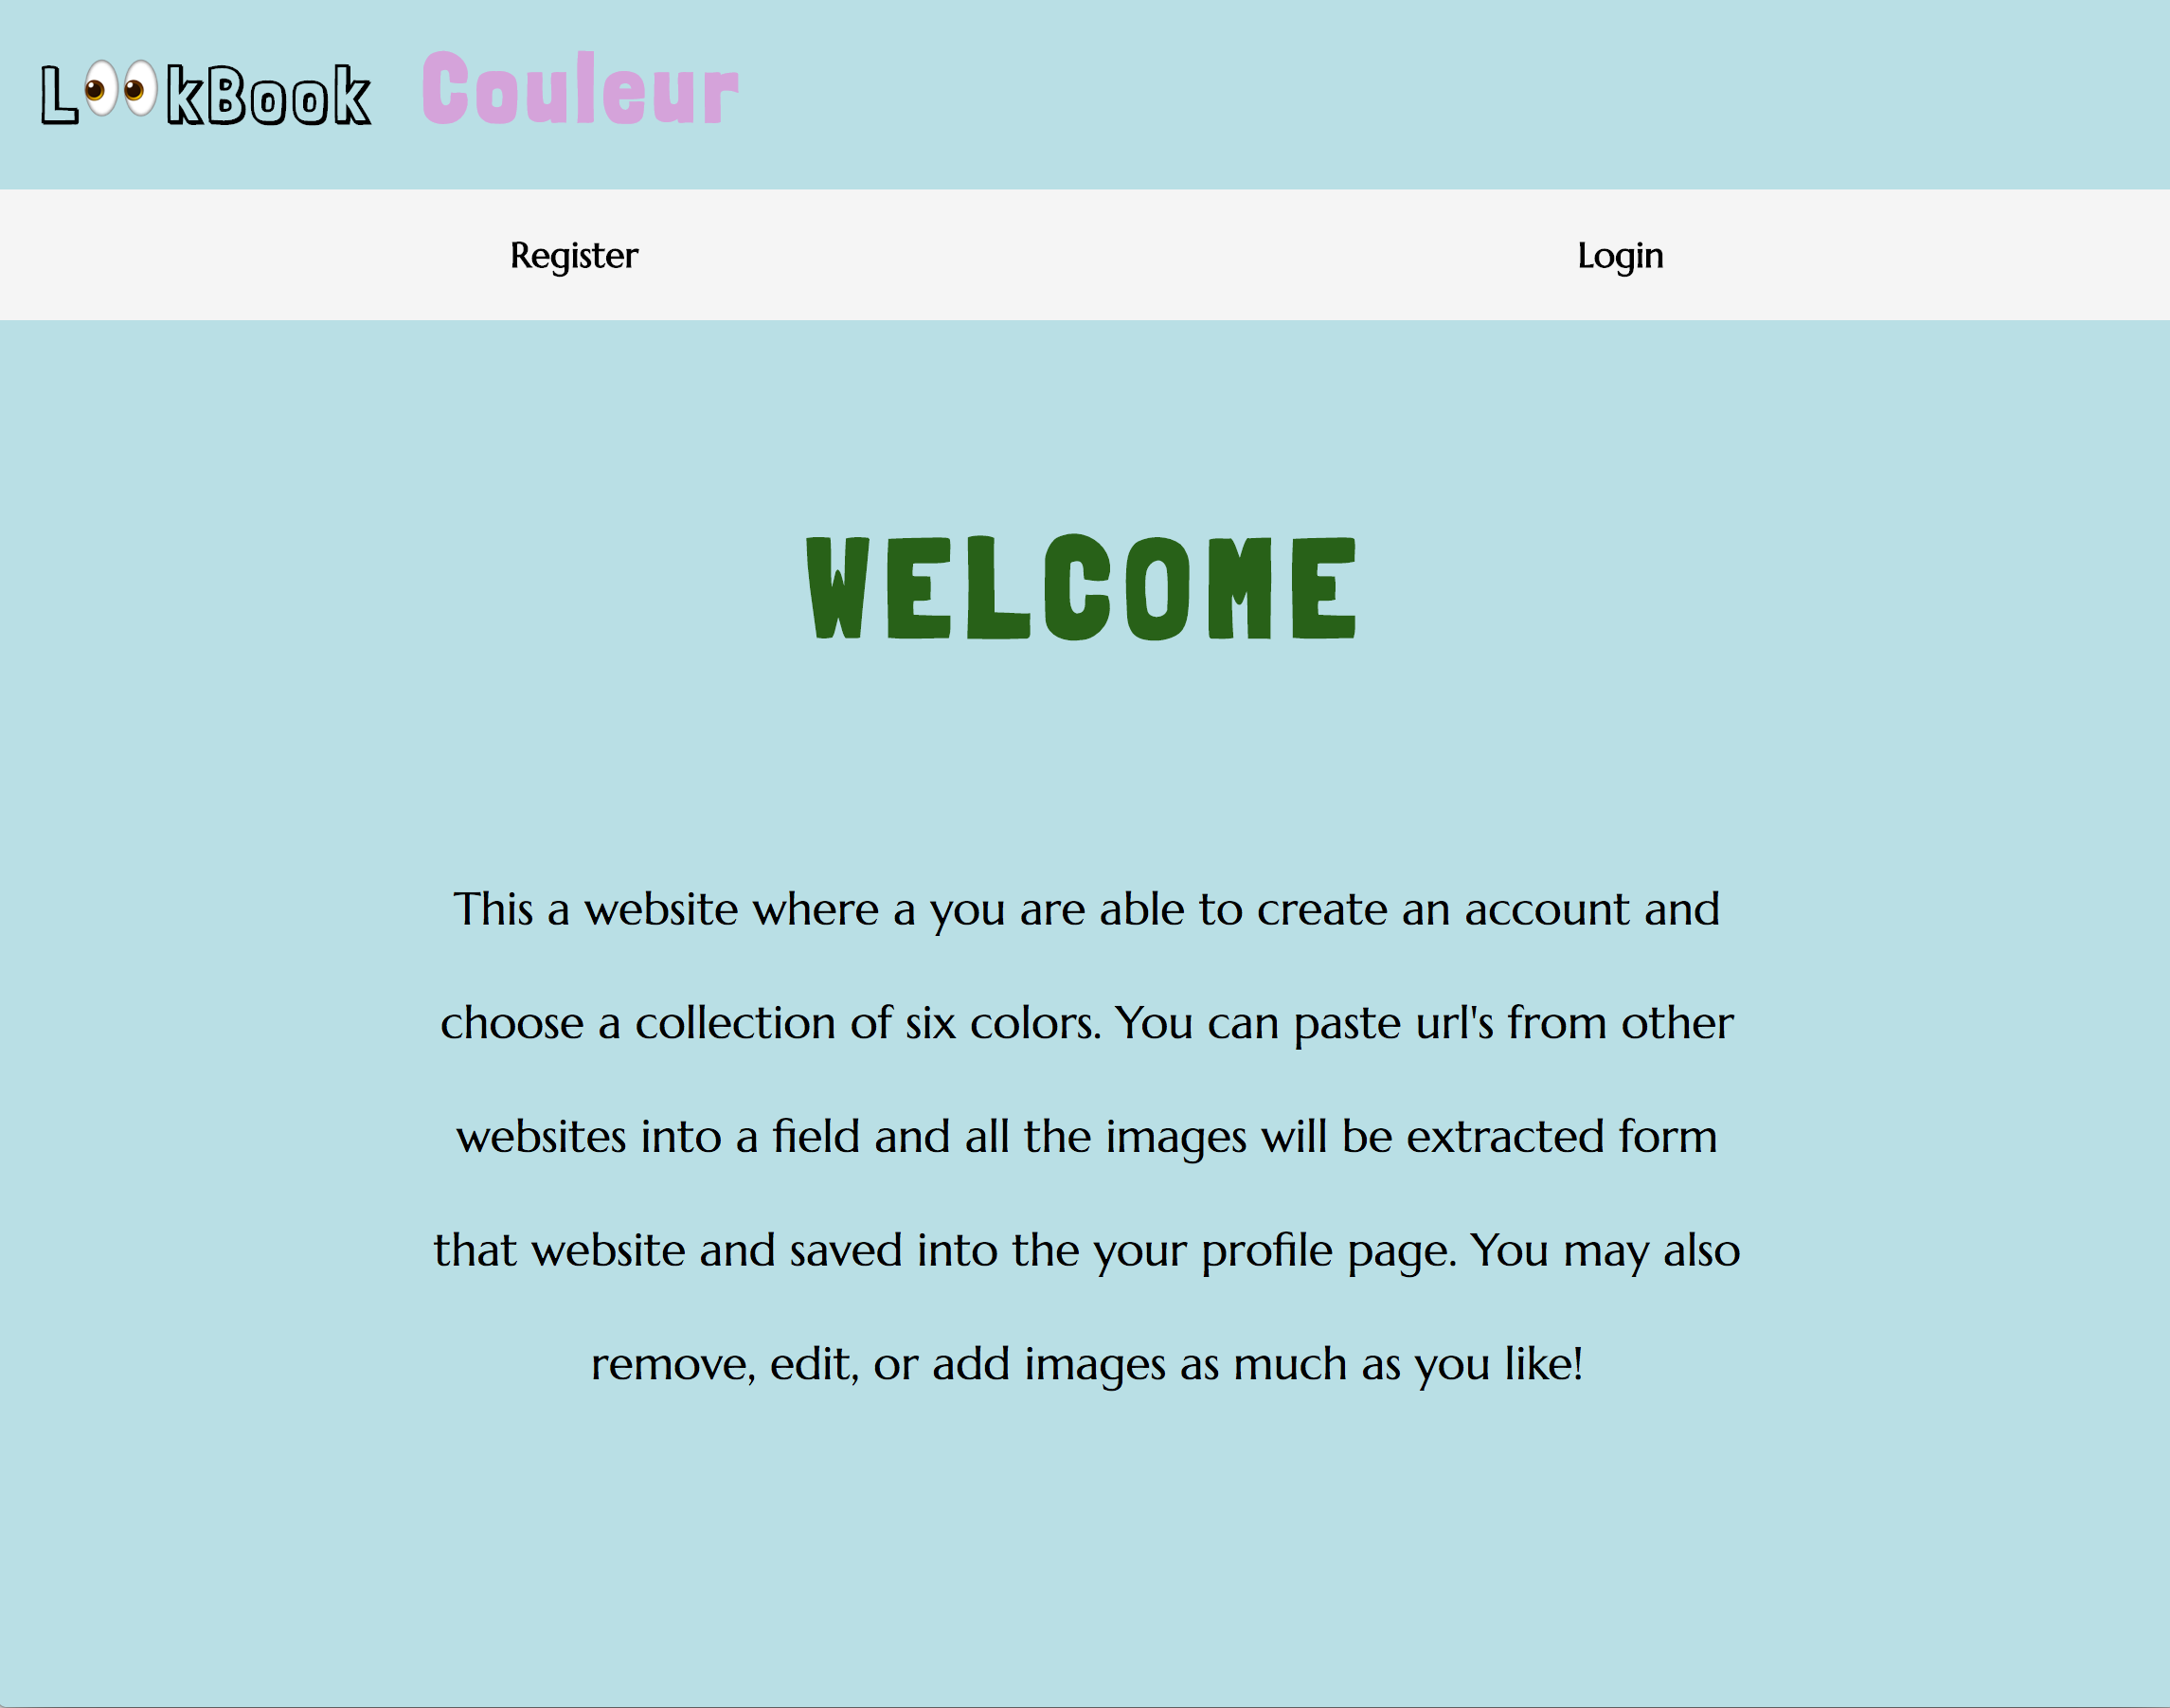 L👀kBook Couleur
Register Login
WELCOME
This a website where a you are able to create an account and
choose a collection of six colors. You can paste url's from other
websites into a field and all the images will be extracted form
that website and saved into the your profile page. You may also
remove, edit, or add images as much as you like!